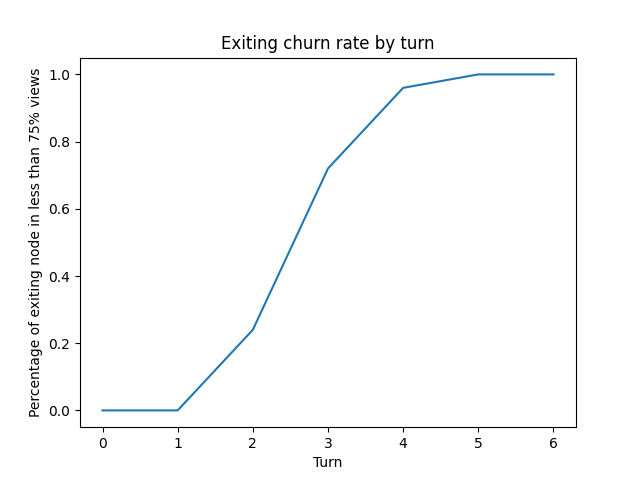 Exiting churn rate by turn
Percentage of exiting node in less than 75% views
1.0
0.8
0.6
0.4
0.2
0.0
0 1 2 3 4 5 6
Turn